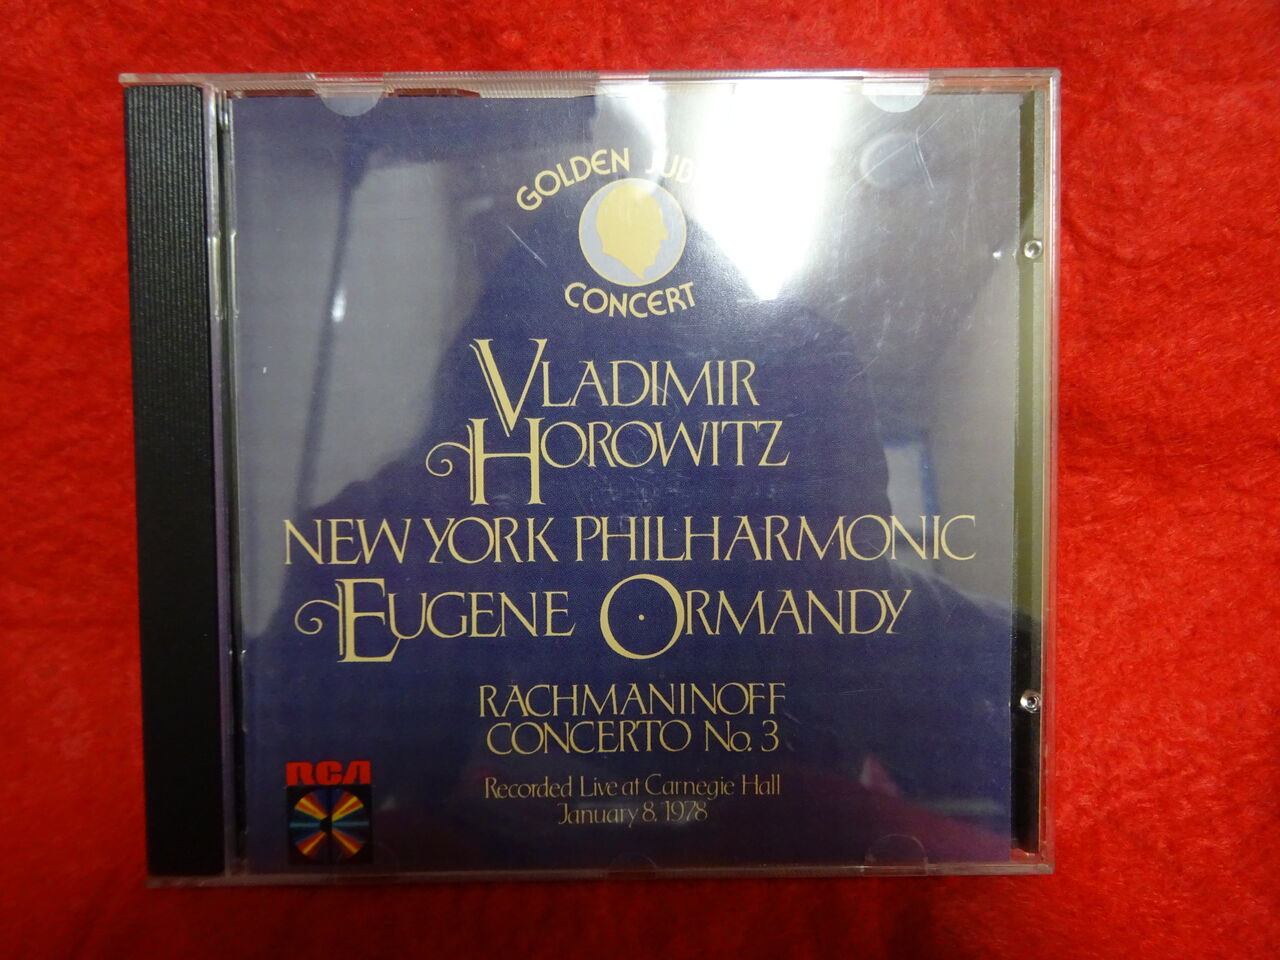 GOLDEN JUB
CONCERT
VLADIMIR
HOROWITZ
NEW YORK PHILHARMONIC
EUGENE ORMANDY
RACHMANINOFF
CONCERTO No. 3
Recorded Live at Carnegie Hall
January 8, 1978
RCA